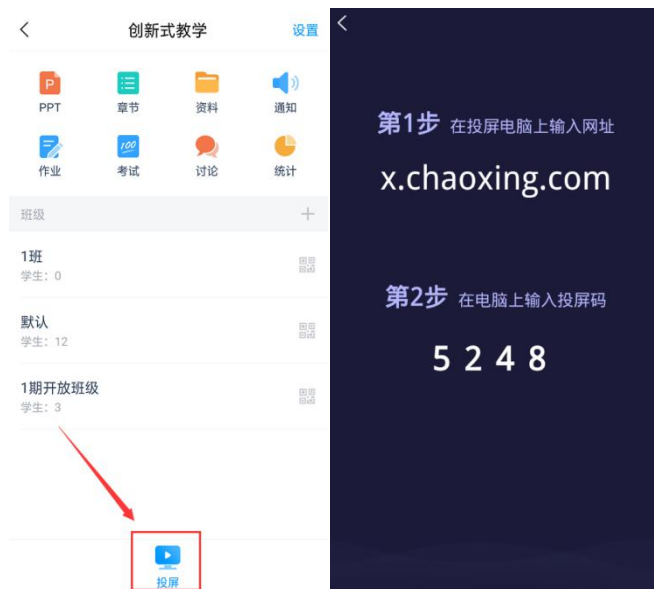 创新式教学
设置
P
PPT
章节
资料
通知
100
作业
考试
讨论
统计
班级
1班
学生：0
默认
学生：12
1期开放班级
学生：3
投屏
第1步 在投屏电脑上输入网址
x.chaoxing.com
第2步 在电脑上输入投屏码
5 2 4 8